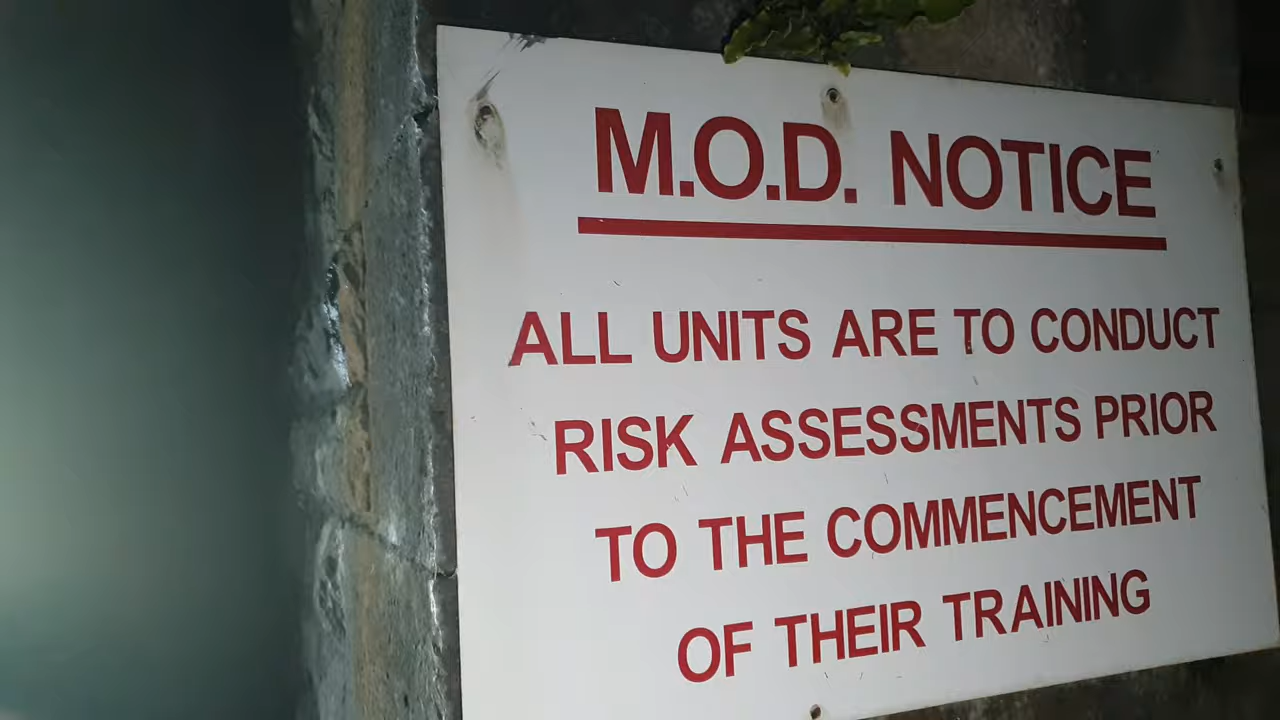 M.O.D. NOTICE
ALL UNITS ARE TO CONDUCT
RISK ASSESSMENTS PRIOR
TO THE COMMENCEMENT
OF THEIR TRAINING